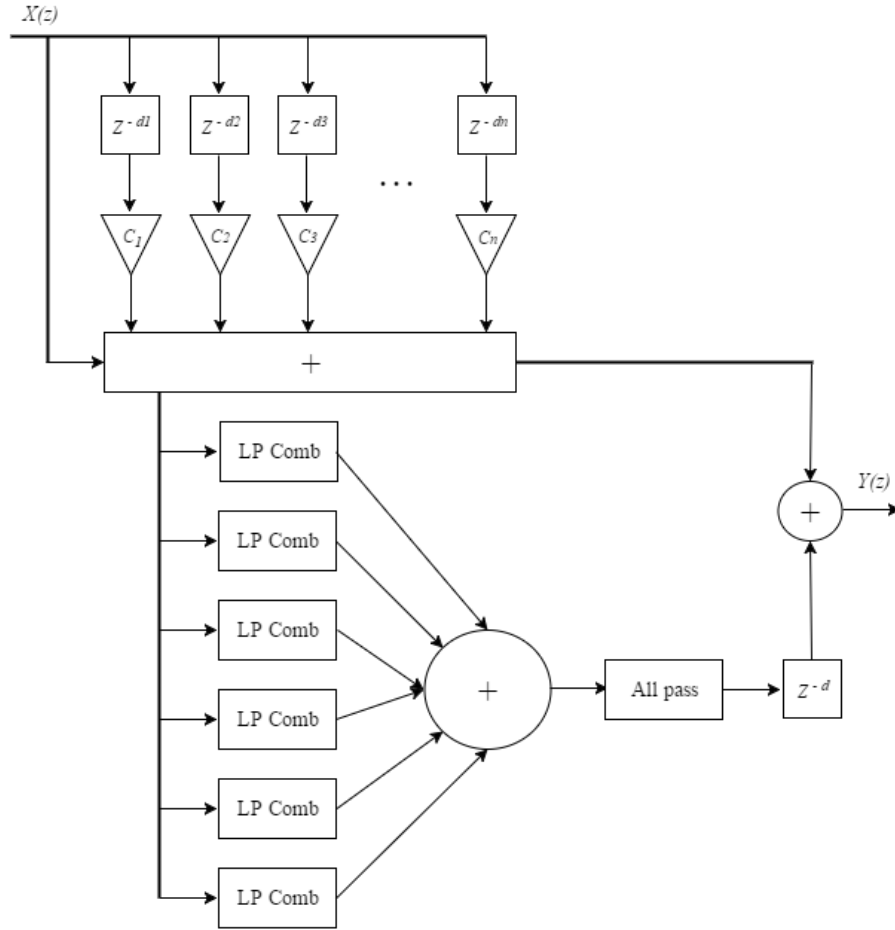 X(z)
Z -d1 Z -d2 Z -d3 Z -dn
...
C1 C2 C3 Cn
+
LP Comb
Y(z)
+
LP Comb
LP Comb
+ All pass Z -d
LP Comb
LP Comb
LP Comb